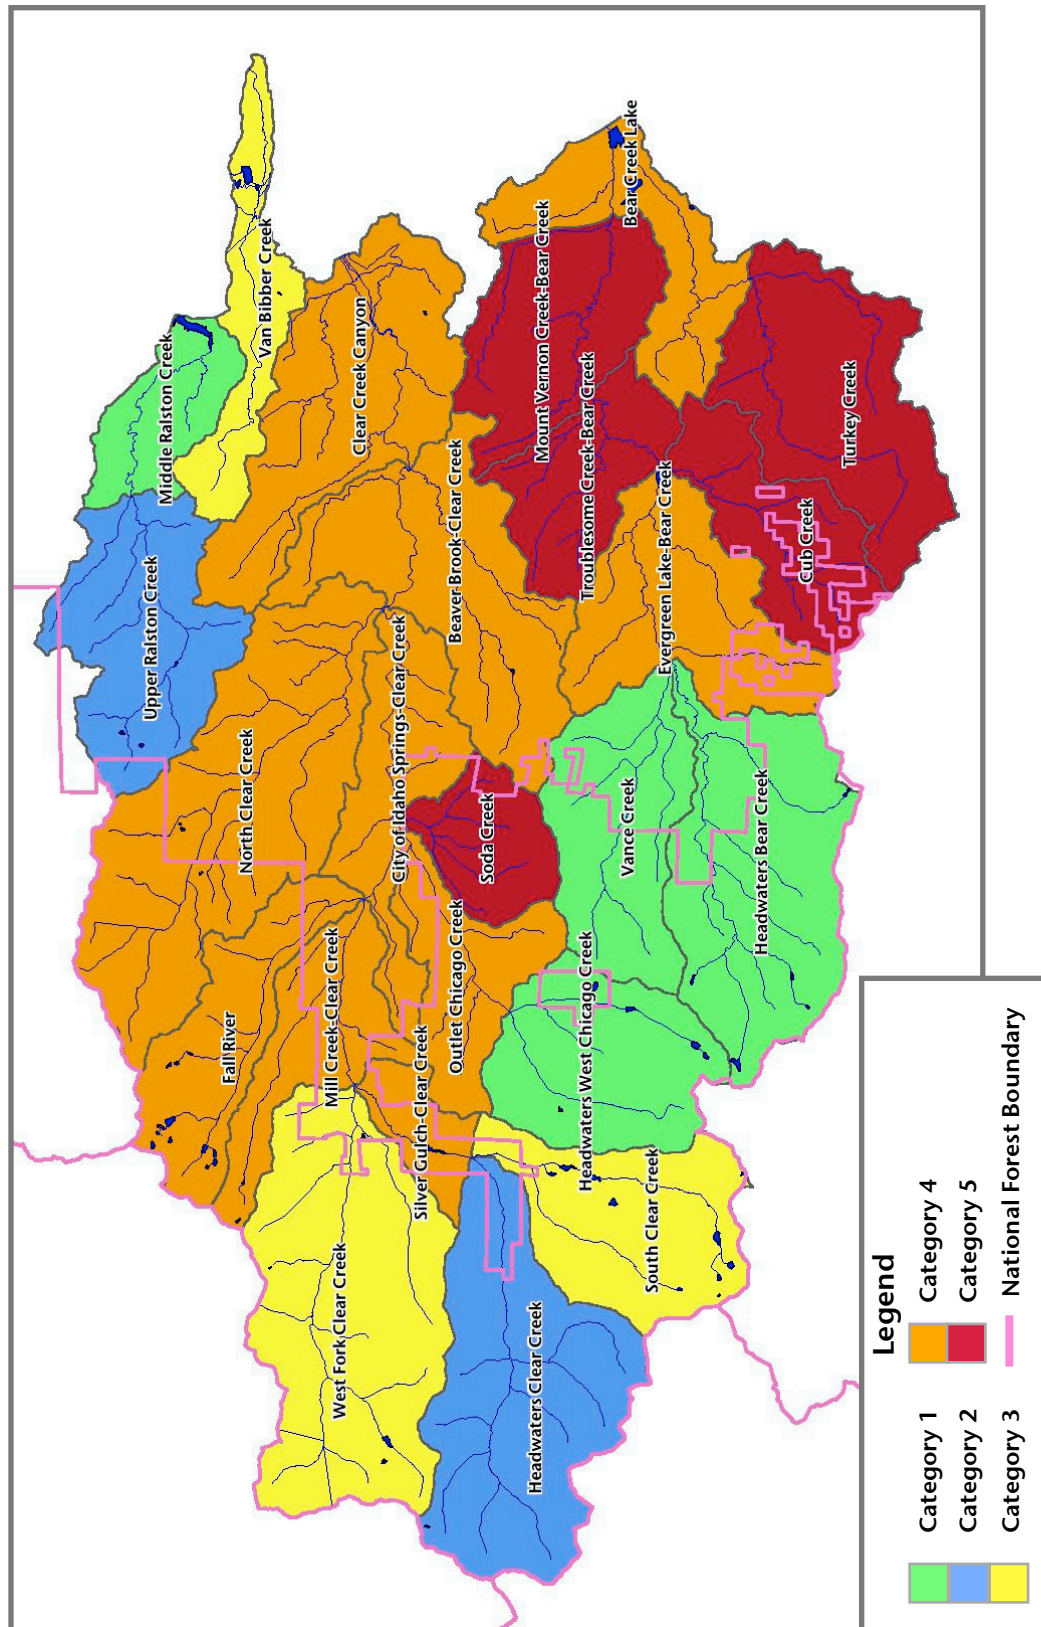 Van Bibber Creek
Middle Ralston Creek
Upper Ralston Creek
Clear Creek Canyon
Bear Creek Lake
Mount Vernon Creek-Bear Creek
Troublesome Creek-Bear Creek
Turkey Creek
Cub Creek
Evergreen Lake-Bear Creek
Beaver Brook-Clear Creek
City of Idaho Springs-Clear Creek
North Clear Creek
Soda Creek
Vance Creek
Headwaters Bear Creek
Outlet Chicago Creek
Headwaters West Chicago Creek
Mill Creek-Clear Creek
Fall River
Silver Gulch-Clear Creek
South Clear Creek
West Fork Clear Creek
Headwaters Clear Creek
Legend
Category 1
Category 2
Category 3
Category 4
Category 5
National Forest Boundary